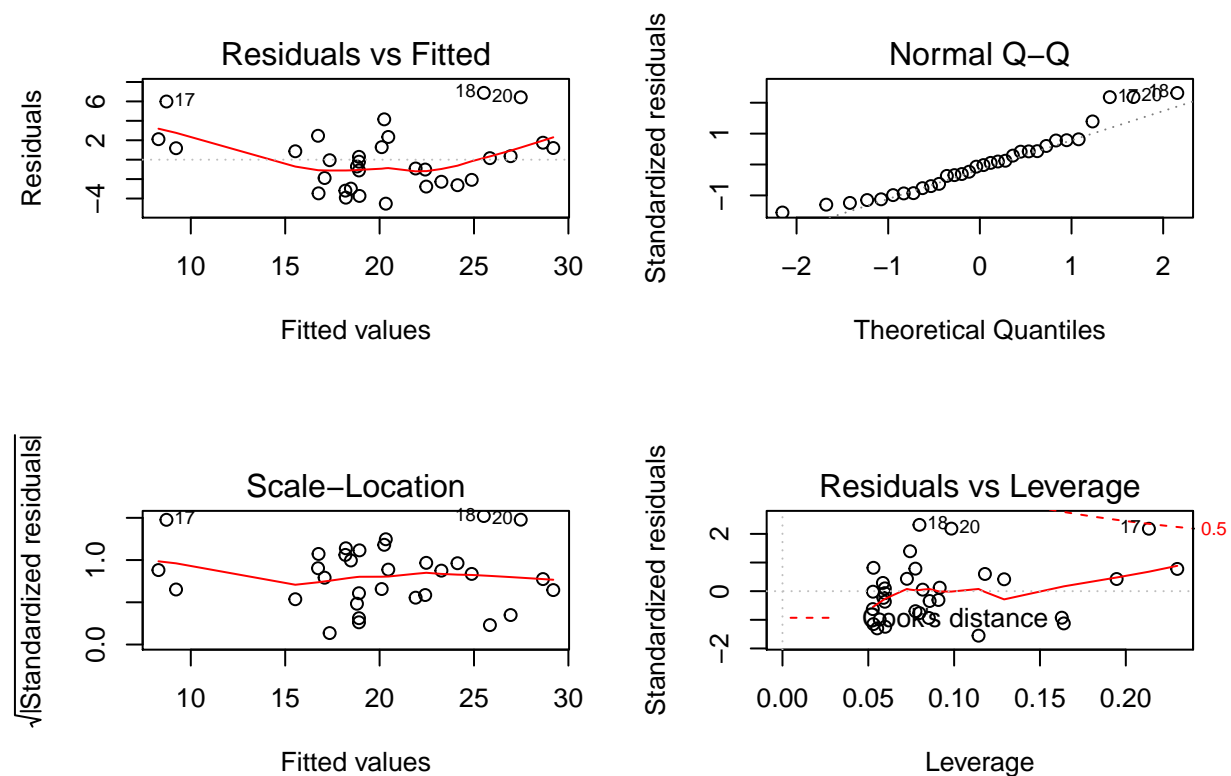 Residuals vs Fitted
Residuals
6
2
−4
17
18
20
10 15 20 25 30
Fitted values
Normal Q−Q
Standardized residuals
1
−1
17
20
18
−2 −1 0 1 2
Theoretical Quantiles
Scale−Location
√|Standardized residuals|
1.0
0.0
17
18
20
10 15 20 25 30
Fitted values
Residuals vs Leverage
Standardized residuals
2
0
−2
18
20
17
0.5
Cook's distance
0.00 0.05 0.10 0.15 0.20
Leverage